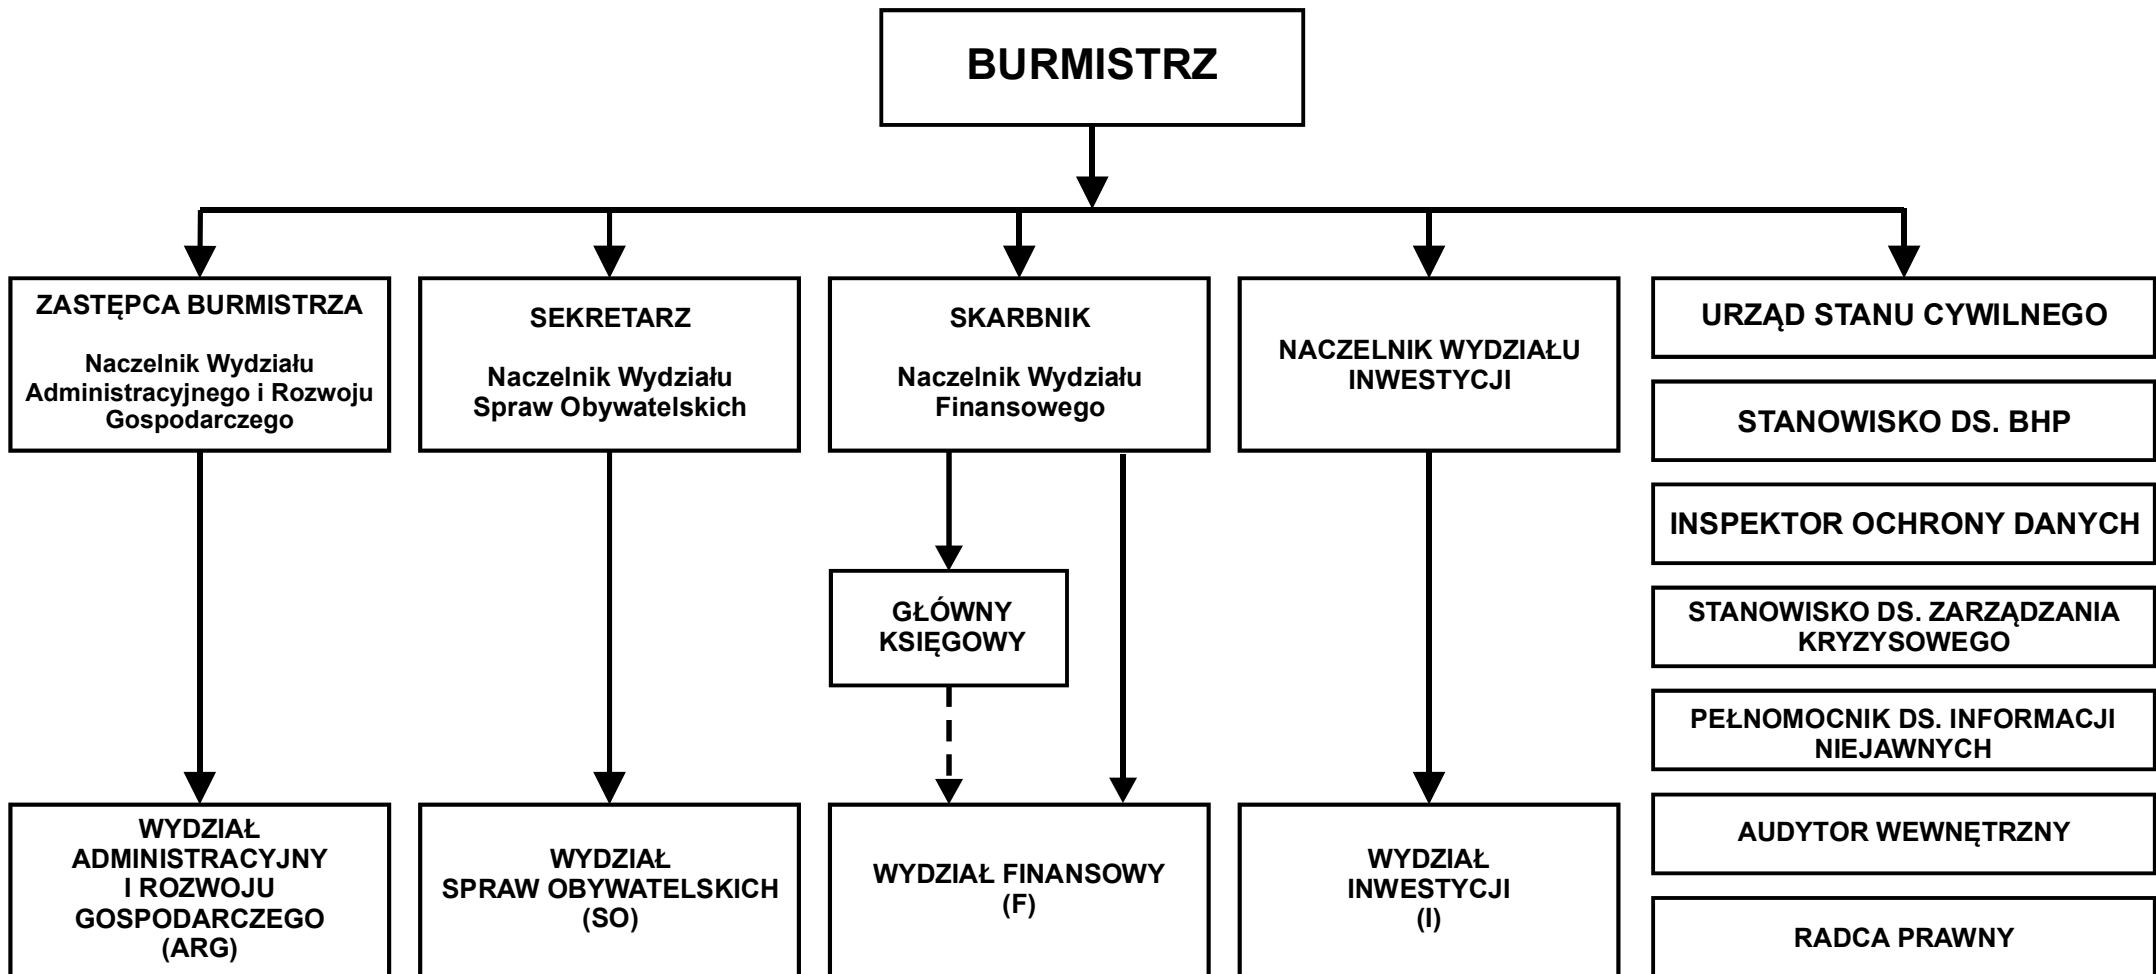 BURMISTRZ
ZASTĘPCA BURMISTRZA
Naczelnik Wydziału
Administracyjnego i Rozwoju
Gospodarczego
SEKRETARZ
Naczelnik Wydziału
Spraw Obywatelskich
SKARBNIK
Naczelnik Wydziału
Finansowego
NACZELNIK WYDZIAŁU
INWESTYCJI
URZĄD STANU CYWILNEGO
STANOWISKO DS. BHP
INSPEKTOR OCHRONY DANYCH
STANOWISKO DS. ZARZĄDZANIA
KRYZYSOWEGO
PEŁNOMOCNIK DS. INFORMACJI
NIEJAWNYCH
AUDYTOR WEWNĘTRZNY
RADCA PRAWNY
GŁÓWNY
KSIĘGOWY
WYDZIAŁ
ADMINISTRACYJNY
I ROZWOJU
GOSPODARCZEGO
(ARG)
WYDZIAŁ
SPRAW OBYWATELSKICH
(SO)
WYDZIAŁ FINANSOWY
(F)
WYDZIAŁ
INWESTYCJI
(I)